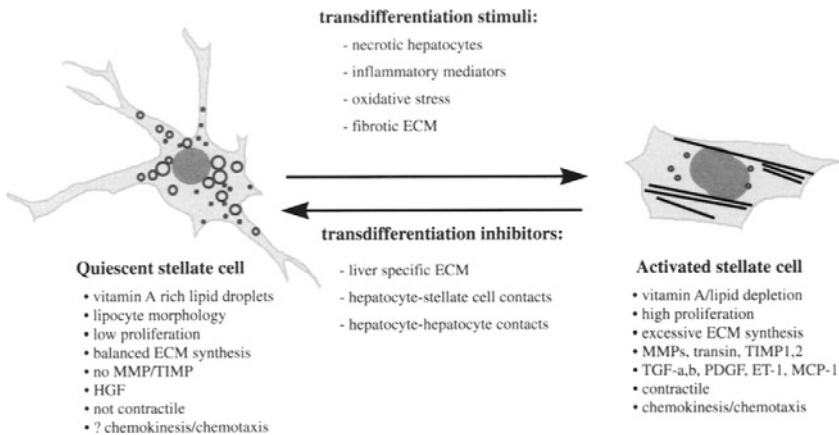 transdifferentiation stimuli:
- necrotic hepatocytes
- inflammatory mediators
- oxidative stress
- fibrotic ECM
transdifferentiation inhibitors:
- liver specific ECM
- hepatocyte-stellate cell contacts
- hepatocyte-hepatocyte contacts
Quiescent stellate cell
• vitamin A rich lipid droplets
• lipocyte morphology
• low proliferation
• balanced ECM synthesis
• no MMP/TIMP
• HGF
• not contractile
• ? chemokinesis/chemotaxis
Activated stellate cell
• vitamin A/lipid depletion
• high proliferation
• excessive ECM synthesis
• MMPs, transin, TIMP1,2
• TGF-a,b, PDGF, ET-1, MCP-1
• contractile
• chemokinesis/chemotaxis